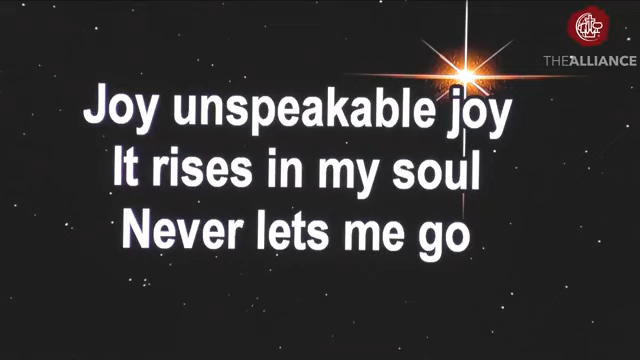 THEALLIANCE
Joy unspeakable joy
It rises in my soul
Never lets me go